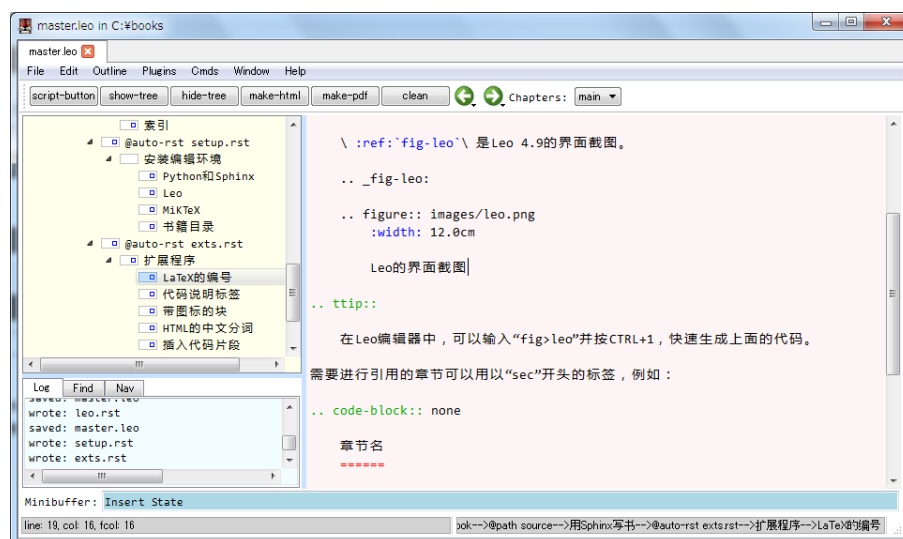 master.leo in C:¥books
master.leo
File Edit Outline Plugins Cmds Window Help
script-button show-tree hide-tree make-html make-pdf clean Chapters: main
索引
@auto-rst setup.rst
安装编辑环境
Python和Sphinx
Leo
MiKTeX
书籍目录
@auto-rst exts.rst
扩展程序
LaTeX的编号
代码说明标签
带图标的块
HTML的中文分词
插入代码片段
Log Find Nav
saved: master.leo
wrote: leo.rst
saved: master.leo
wrote: setup.rst
wrote: exts.rst
\ :ref:`fig-leo`\ 是Leo 4.9的界面截图。
.. _fig-leo:
.. figure:: images/leo.png
:width: 12.0cm
Leo的界面截图
.. ttip::
在Leo编辑器中，可以输入“fig>leo”并按CTRL+1，快速生成上面的代码。
需要进行引用的章节可以用以“sec”开头的标签，例如：
.. code-block:: none
章节名
======
Minibuffer: Insert State
line: 19, col: 16, fcol: 16
ook-->@path source-->用Sphinx写书-->@auto-rst exts.rst-->扩展程序-->LaTeX的编号